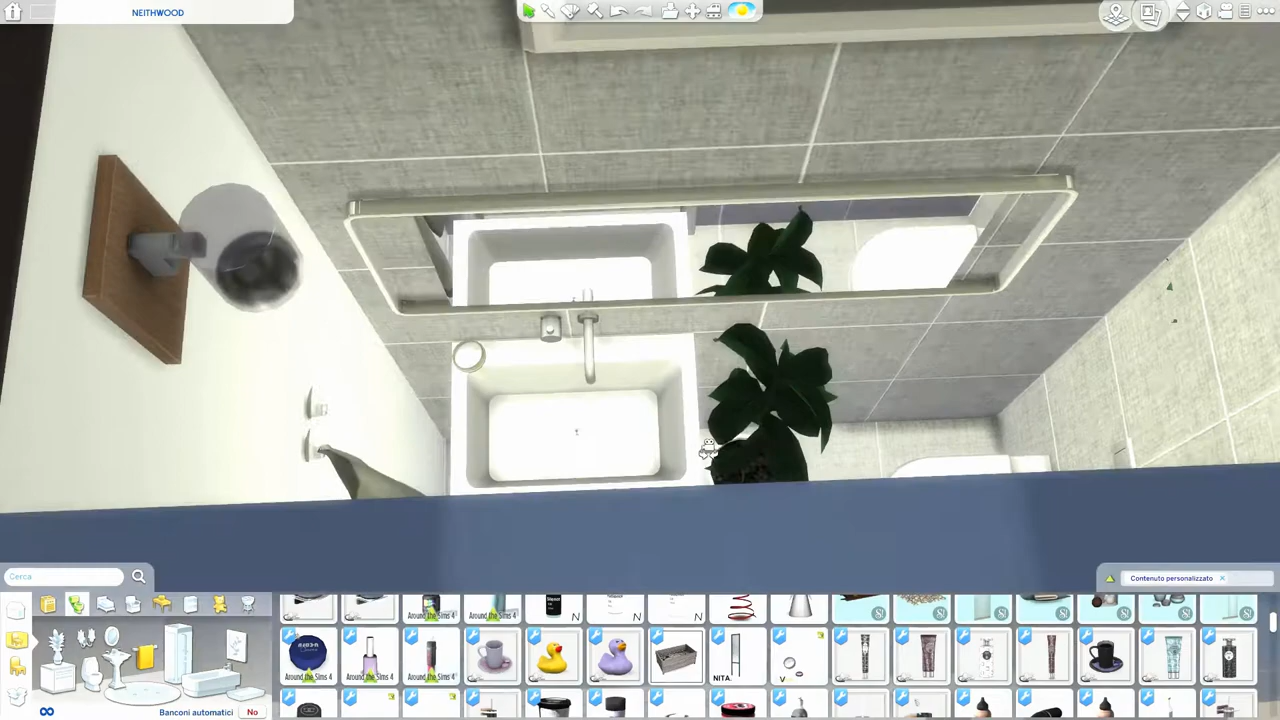 NEITHWOOD
Cerca
Contenuto personalizzato
Around the Sims 4
Around the Sims 4
N
N
Around the Sims 4
Around the Sims 4
Around the Sims 4
NITA.
V
Banconi automatici
No